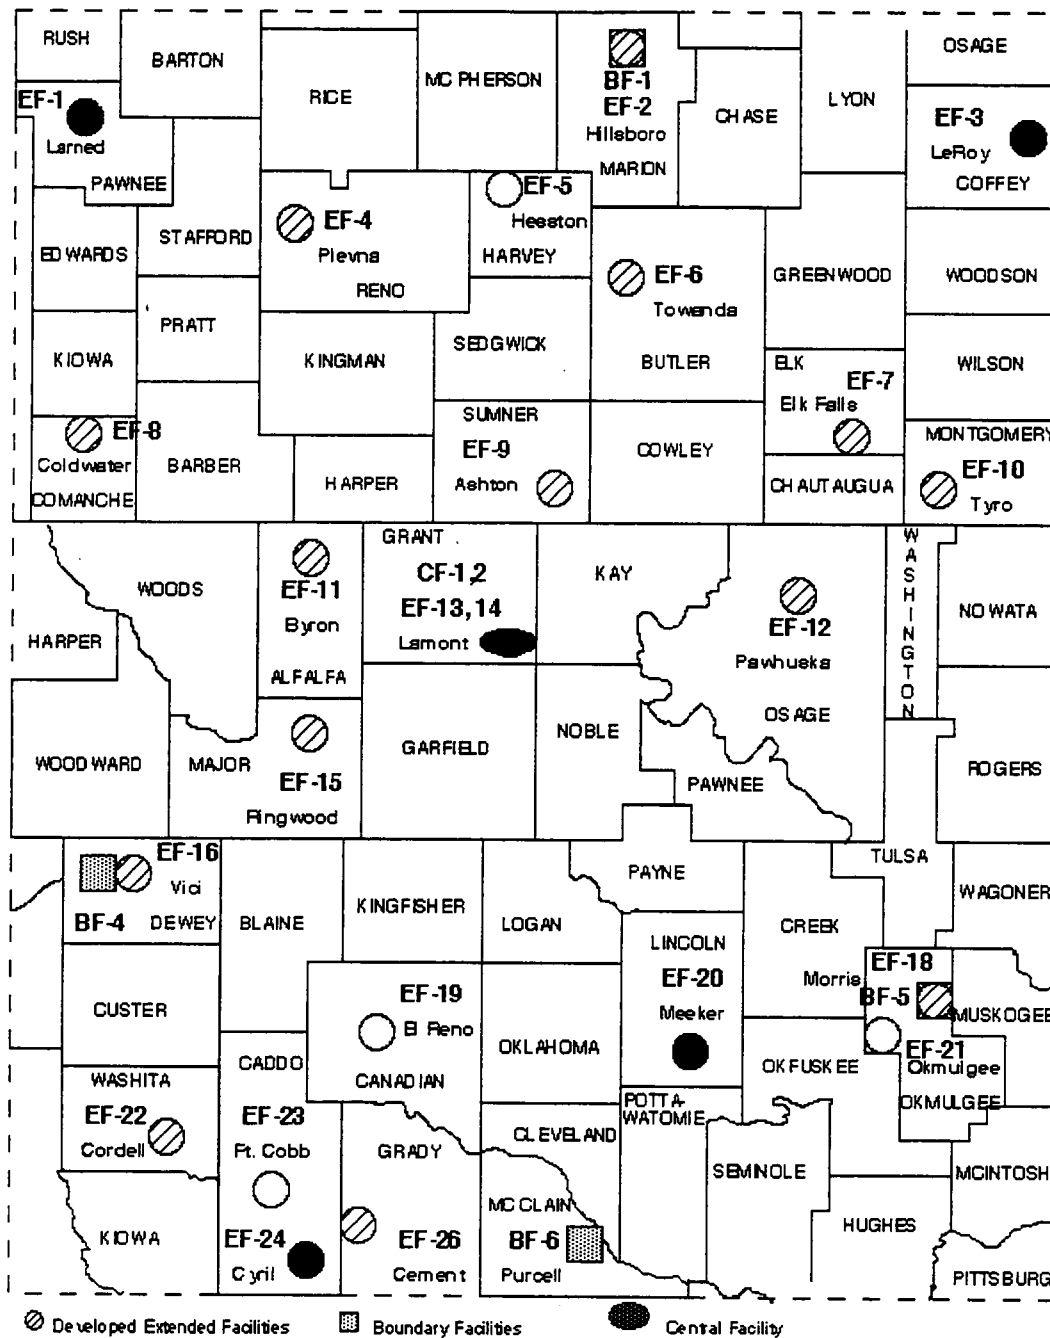 RUSH
BARTON
RICE
MC PHERSON
BF-1
EF-2
Hillsboro
MARION
CHASE
LYON
OSAGE
EF-1
Larned
PAWNEE
EF-3
LeRoy
COFFEY
EDWARDS
STAFFORD
EF-4
Plevna
RENO
EF-5
Hesston
HARVEY
EF-6
Towanda
BUTLER
GREENWOOD
WOODSON
KIOWA
PRATT
KINGMAN
SEDGWICK
ELK
EF-7
Elk Falls
WILSON
EF-8
Coldwater
COMANCHE
BARBER
HARPER
SUMNER
EF-9
Ashton
COWLEY
CHAUTAUGUA
MONTGOMERY
EF-10
Tyro
WOODS
EF-11
Byron
ALFALFA
GRANT
CF-1,2
EF-13, 14
Lamont
KAY
EF-12
Pawhuska
OSAGE
WASHINGTON
NOWATA
HARPER
WOODWARD
MAJOR
EF-15
Ringwood
GARFIELD
NOBLE
PAWNEE
ROGERS
EF-16
Vici
BF-4 DEWEY
BLAINE
KINGFISHER
LOGAN
PAYNE
TULSA
WAGONER
CREEK
LINCOLN
EF-20
Meeker
CUSTER
EF-19
El Reno
CANADIAN
OKLAHOMA
Morris
EF-18
BF-5
MUSKOGEE
EF-21
Okmulgee
OKMULGEE
OKFUSKEE
CADDO
WASHITA
EF-22
Cordell
EF-23
Ft. Cobb
GRADY
CLEVELAND
POTTA-
WATOMIE
SEMINOLE
MCINTOSH
KIOWA
EF-24
Cyril
EF-26
Cement
MC CLAIN
BF-6
Purcell
HUGHES
PITTSBURG
Developed Extended Facilities Boundary Facilities Central Facility